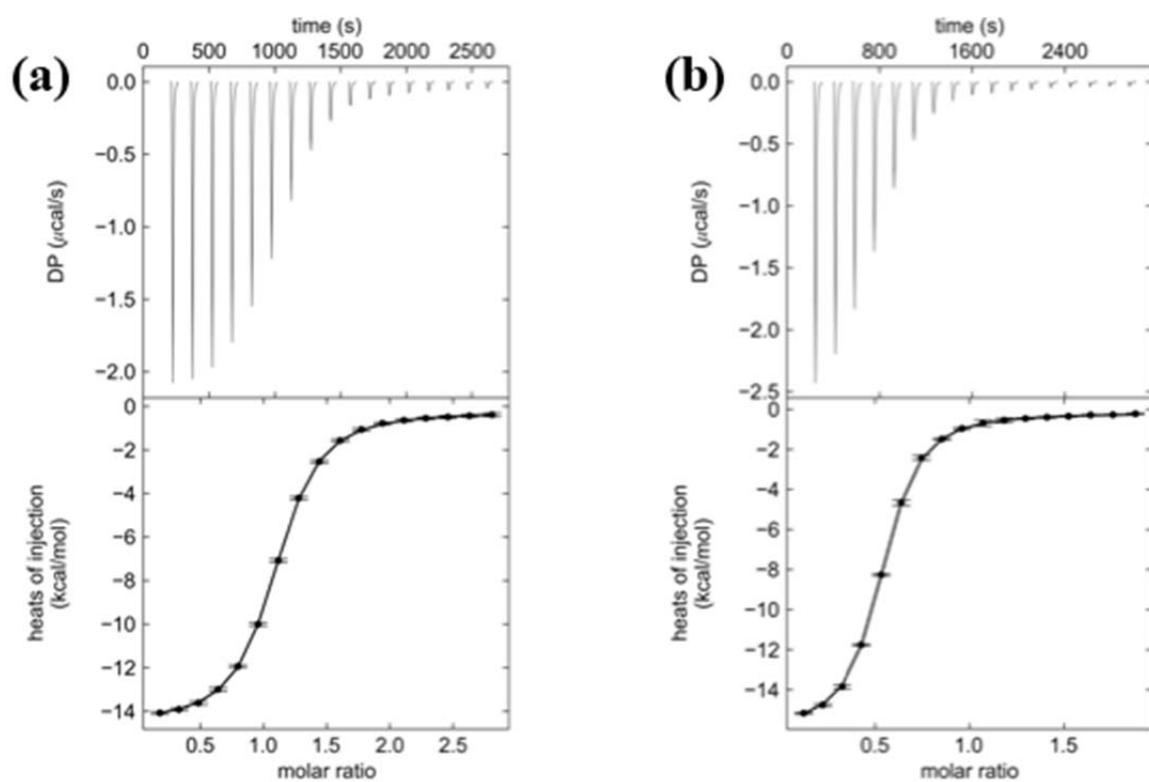 (a)
time (s)
0 500 1000 1500 2000 2500
0.0
−0.5
−1.0
−1.5
−2.0
DP (μcal/s)
0
−2
−4
−6
−8
−10
−12
−14
heats of injection
(kcal/mol)
0.5 1.0 1.5 2.0 2.5
molar ratio
(b)
time (s)
0 800 1600 2400
0.0
−0.5
−1.0
−1.5
−2.0
−2.5
DP (μcal/s)
0
−2
−4
−6
−8
−10
−12
−14
heats of injection
(kcal/mol)
0.5 1.0 1.5
molar ratio